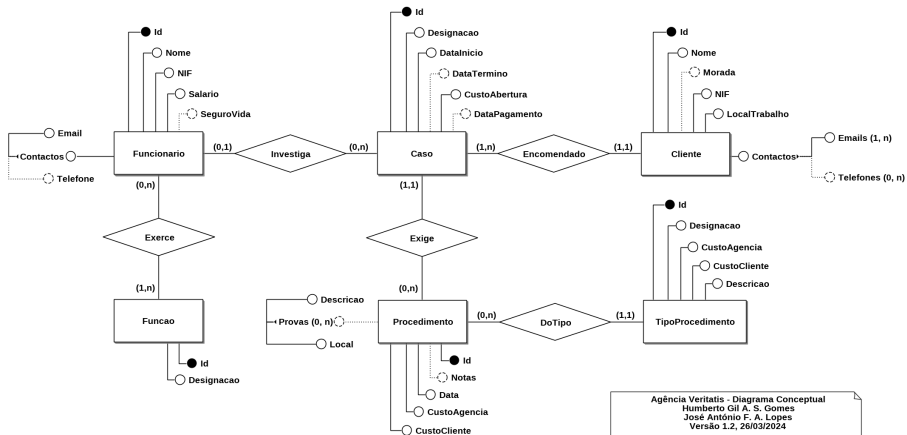 Id
Nome
NIF
Salario
SeguroVida
Email
Contactos
Telefone
Funcionario
(0,1)
Investiga
(0,n)
Id
Designacao
DataInicio
DataTermino
CustoAbertura
DataPagamento
Caso
(1,n)
Encomendado
(1,1)
Id
Nome
Morada
NIF
LocalTrabalho
Cliente
Contactos
Emails (1, n)
Telefones (0, n)
(0,n)
Exerce
(1,n)
Funcao
Id
Designacao
(1,1)
Exige
(0,n)
Descricao
Provas (0, n)
Local
Procedimento
Id
Notas
Data
CustoAgencia
CustoCliente
(0,n)
DoTipo
(1,1)
Id
Designacao
CustoAgencia
CustoCliente
Descricao
TipoProcedimento
Agência Veritatis - Diagrama Conceptual
Humberto Gil A. S. Gomes
José António F. A. Lopes
Versão 1.2, 26/03/2024